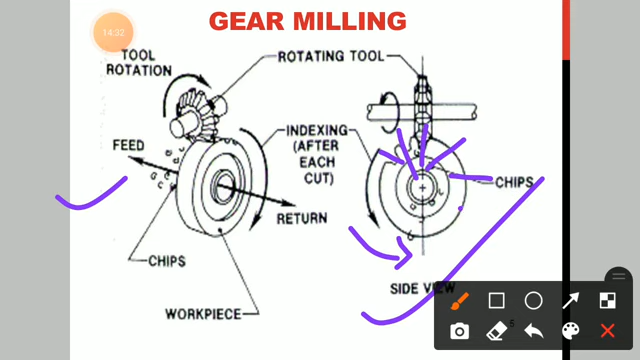 GEAR MILLING
14:32
TOOL
ROTATION
ROTATING TOOL
FEED
INDEXING
(AFTER
EACH
CUT)
RETURN
CHIPS
CHIPS
WORKPIECE
SIDE VIEW
5